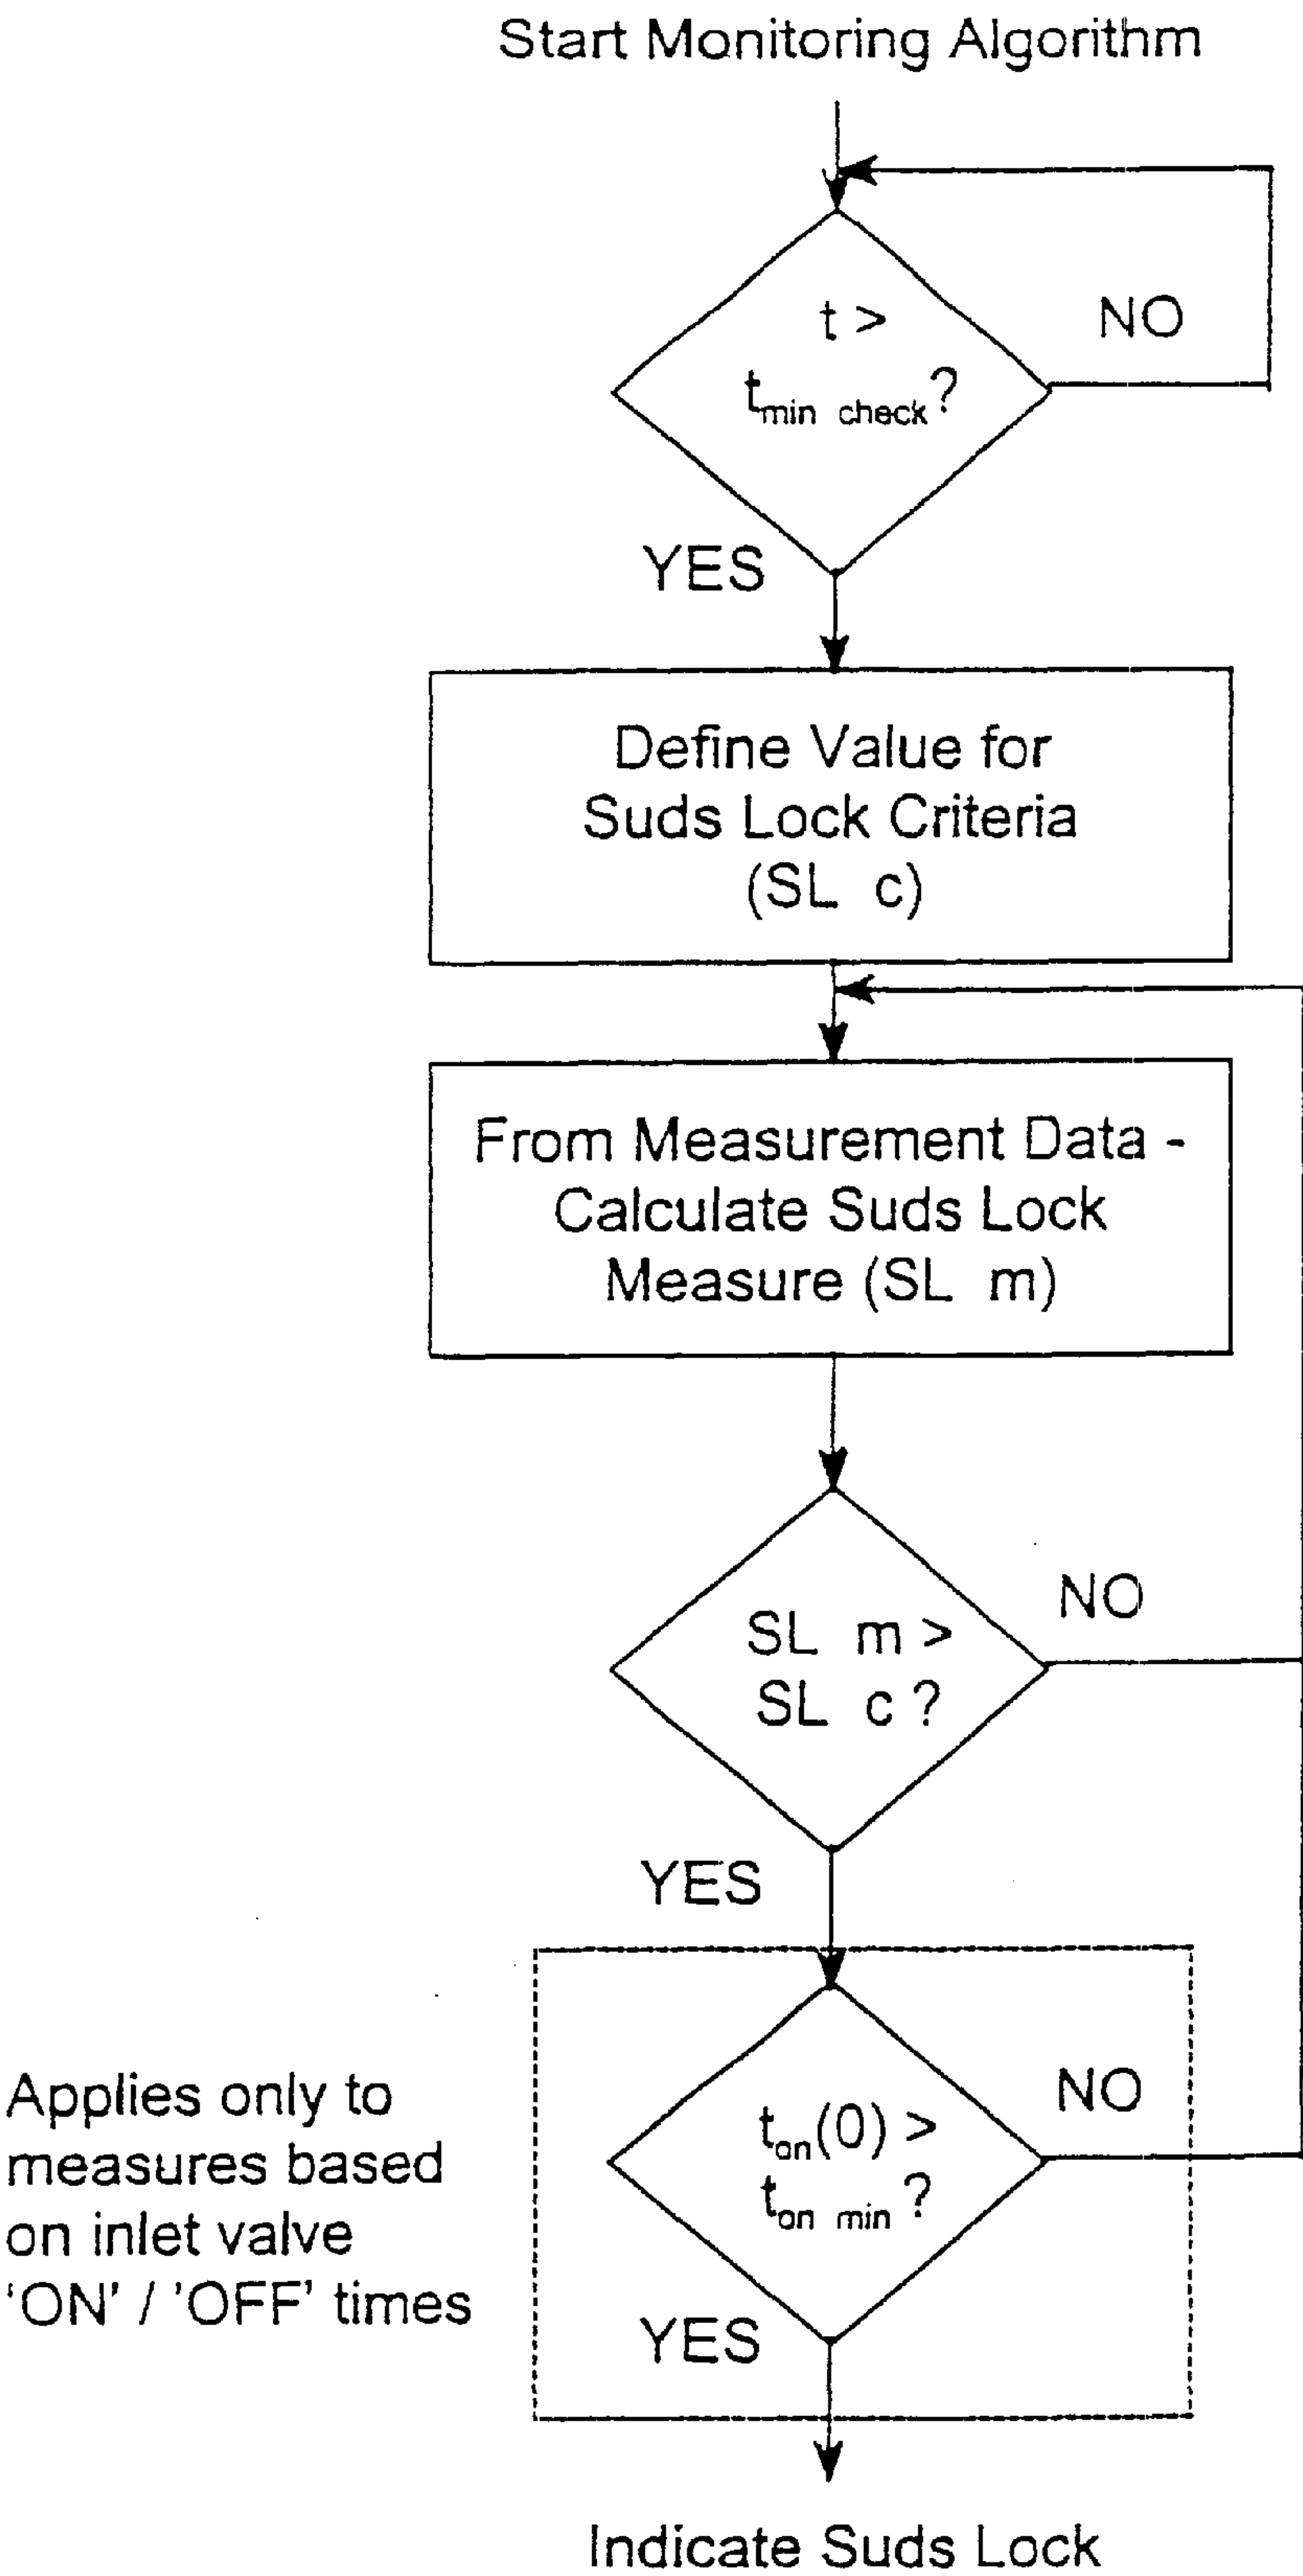 Start Monitoring Algorithm
t >
NO
tmin check?
YES
Define Value for
Suds Lock Criteria
(SL c)
From Measurement Data -
Calculate Suds Lock
Measure (SL m)
NO
SL m >
SL c ?
YES
Applies only to
measures based
on inlet valve
'ON' / 'OFF' times
NO
ton(0) >
ton min ?
YES
Indicate Suds Lock